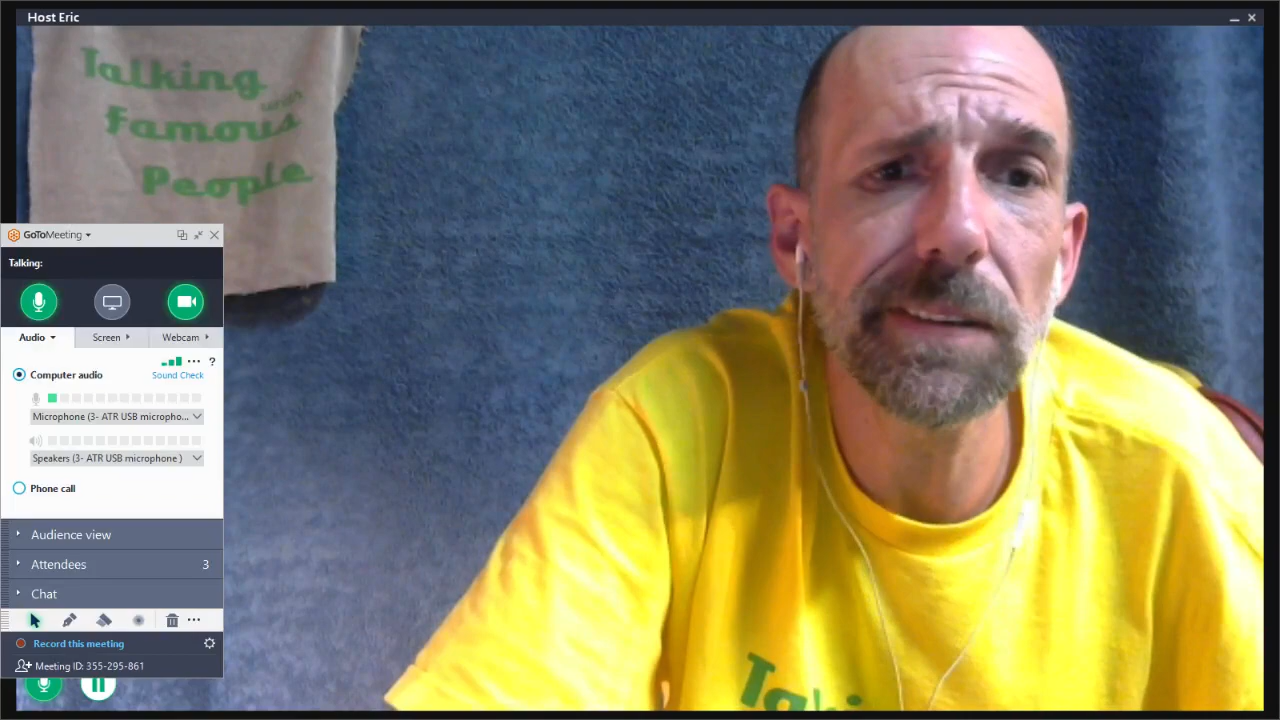 Host Eric
Talking
with
Famous
People
GoToMeeting
Talking:
Audio
Screen
Webcam
?
Computer audio
Sound Check
Microphone (3- ATR USB micropho...
Speakers (3- ATR USB microphone )
Phone call
Audience view
Attendees 3
Chat
Record this meeting
Meeting ID: 355-295-861
Talki